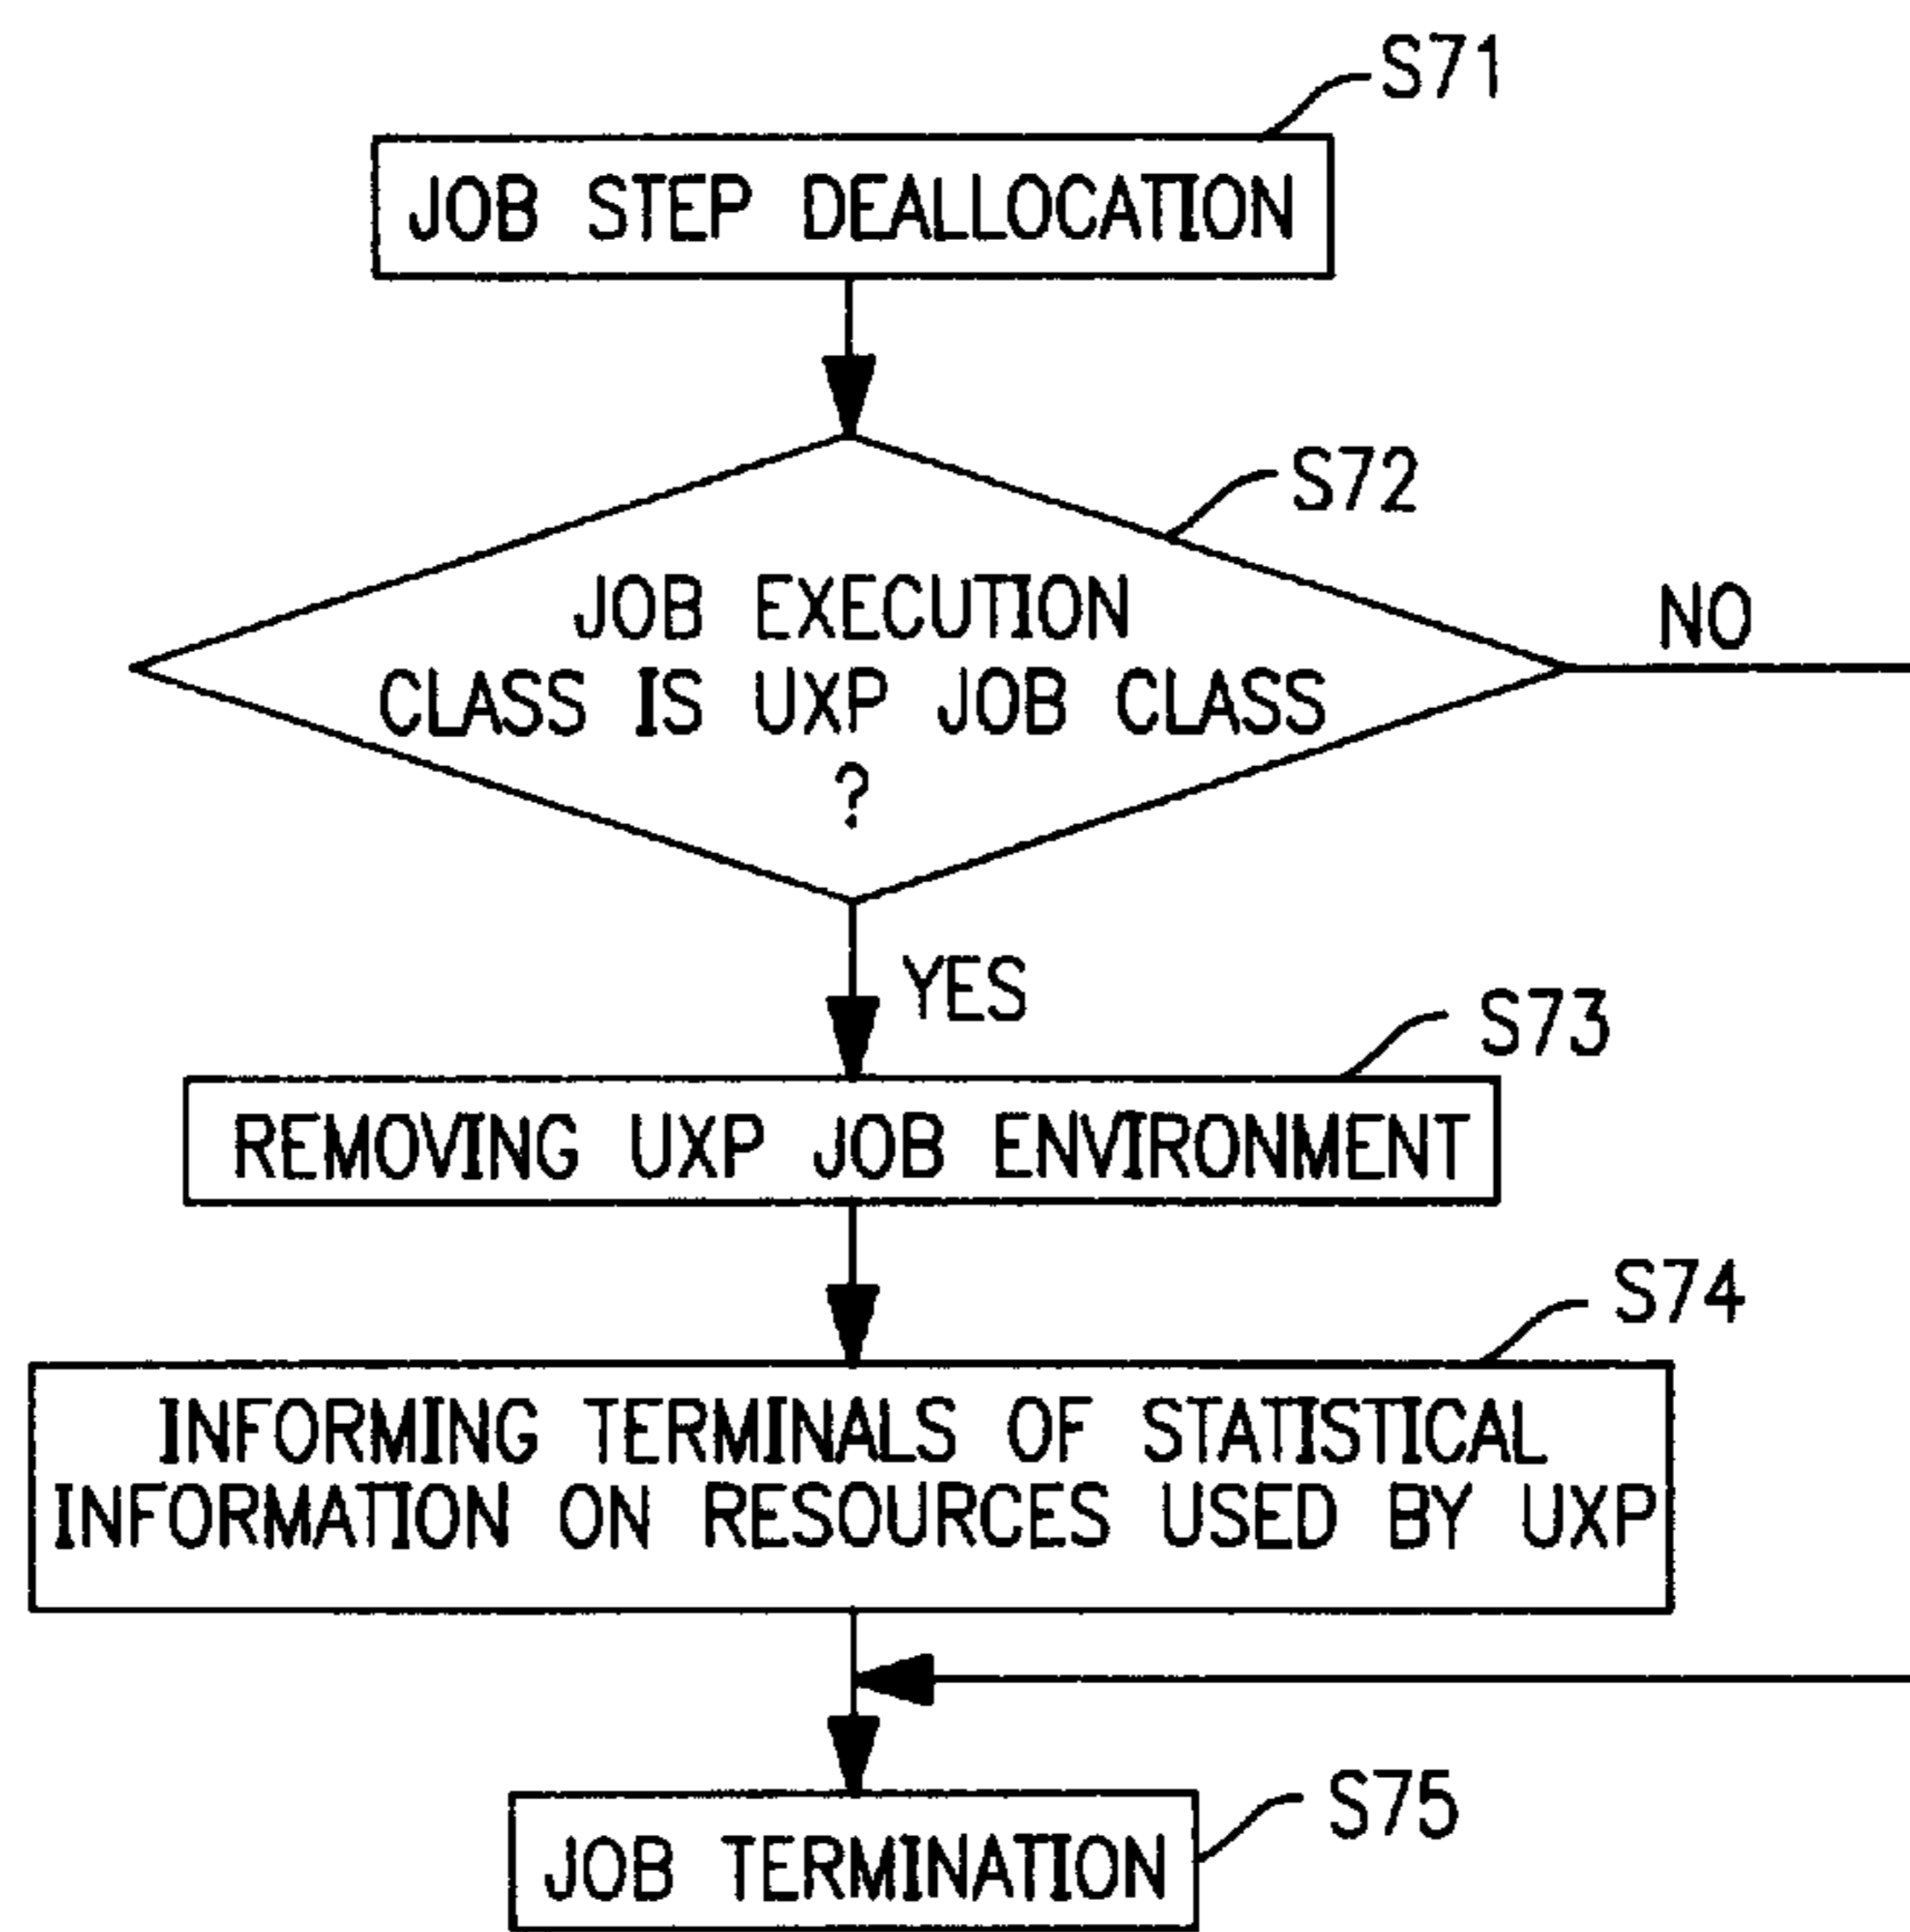 S71
JOB STEP DEALLOCATION
S72
JOB EXECUTION
CLASS IS UXP JOB CLASS
?
NO
YES
S73
REMOVING UXP JOB ENVIRONMENT
S74
INFORMING TERMINALS OF STATISTICAL
INFORMATION ON RESOURCES USED BY UXP
S75
JOB TERMINATION